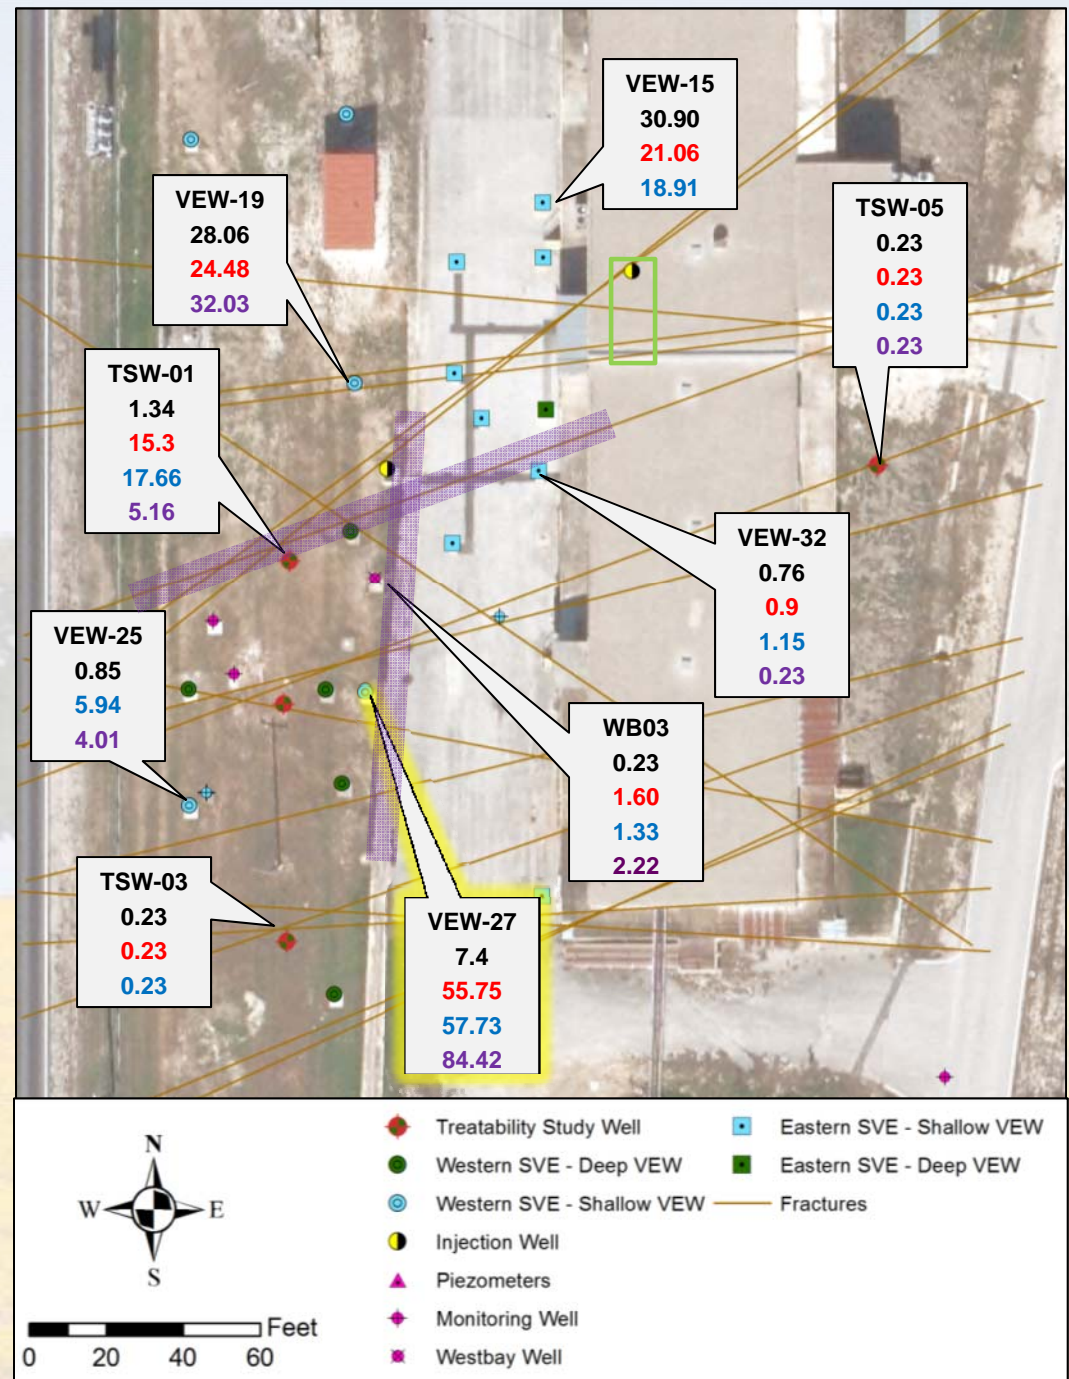 VEW-15
30.90
21.06
18.91
VEW-19
28.06
24.48
32.03
TSW-05
0.23
0.23
0.23
0.23
TSW-01
1.34
15.3
17.66
5.16
VEW-32
0.76
0.9
1.15
0.23
VEW-25
0.85
5.94
4.01
WB03
0.23
1.60
1.33
2.22
TSW-03
0.23
0.23
0.23
VEW-27
7.4
55.75
57.73
84.42
N
W E
S
Feet
0 20 40 60
Treatability Study Well
Western SVE - Deep VEW
Western SVE - Shallow VEW
Injection Well
Piezometers
Monitoring Well
Westbay Well
Eastern SVE - Shallow VEW
Eastern SVE - Deep VEW
Fractures